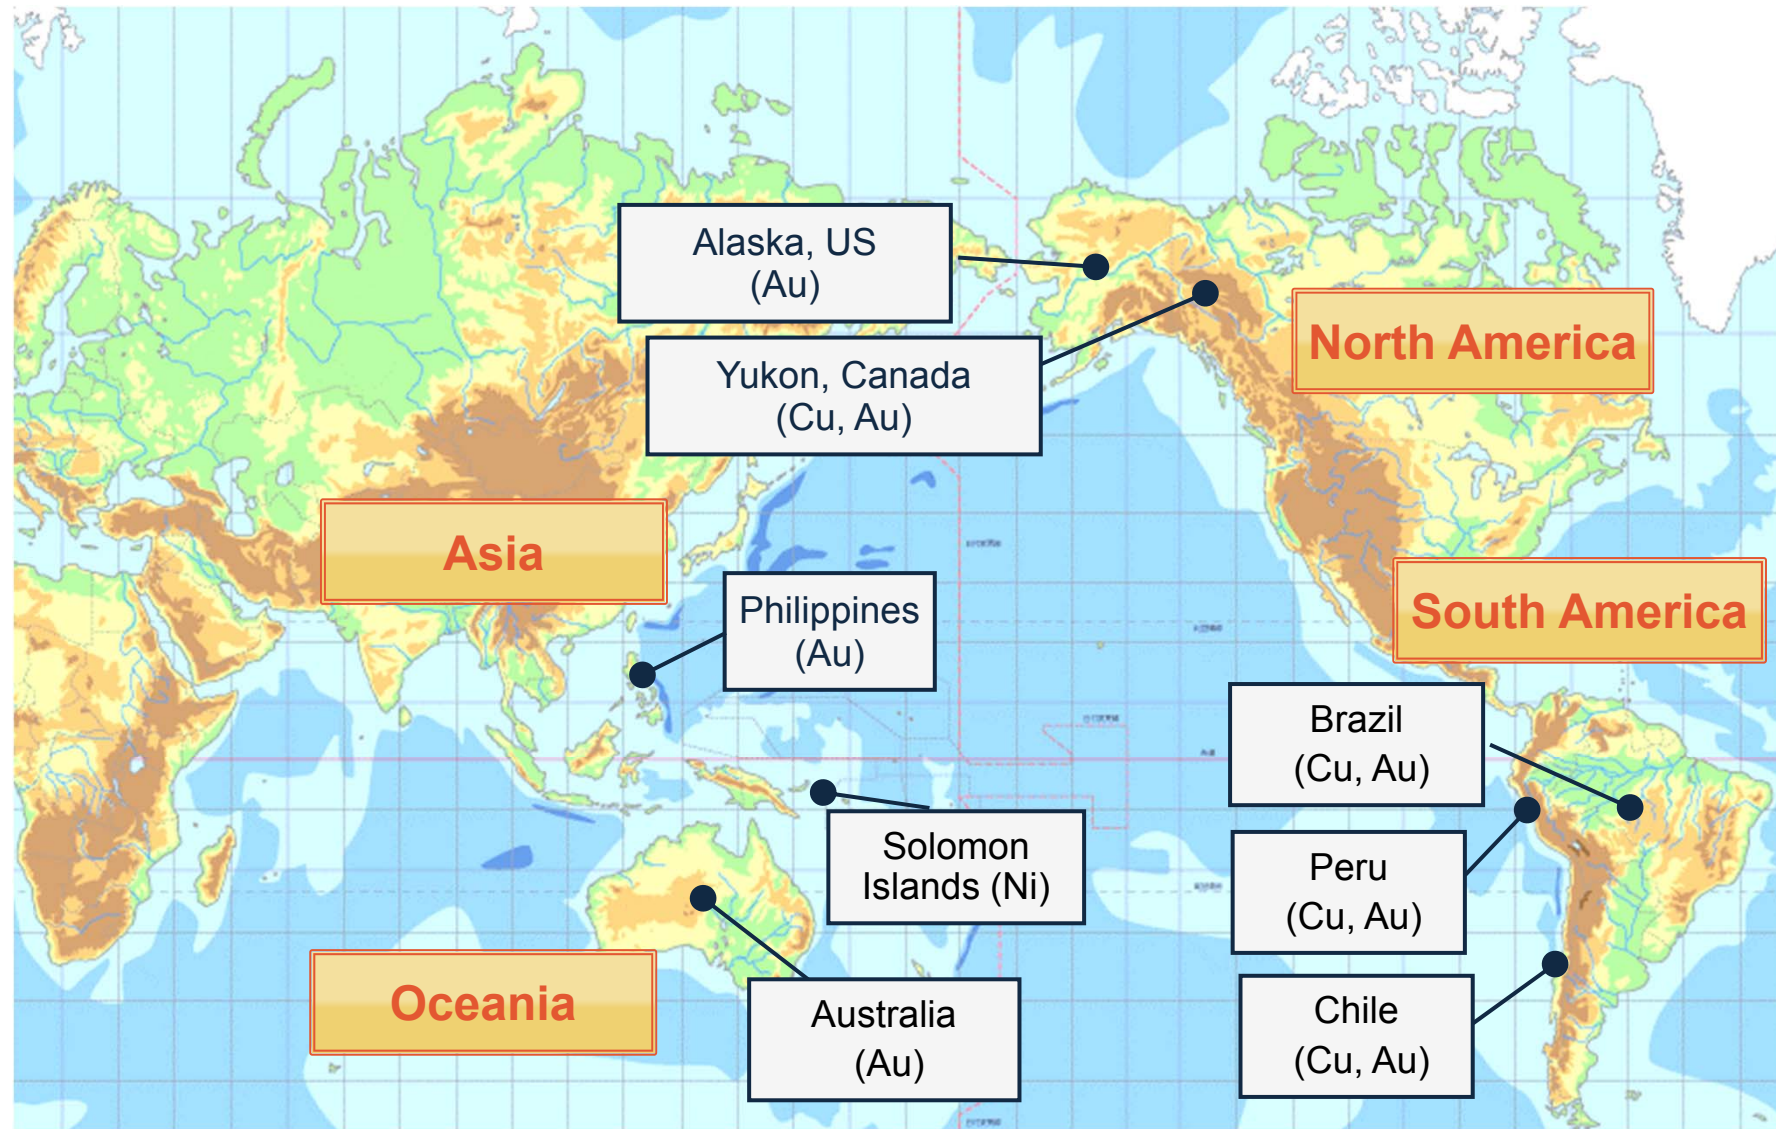 Alaska, US
(Au)
North America
Yukon, Canada
(Cu, Au)
Asia
South America
Philippines
(Au)
Brazil
(Cu, Au)
Solomon
Islands (Ni)
Peru
(Cu, Au)
Oceania
Australia
(Au)
Chile
(Cu, Au)